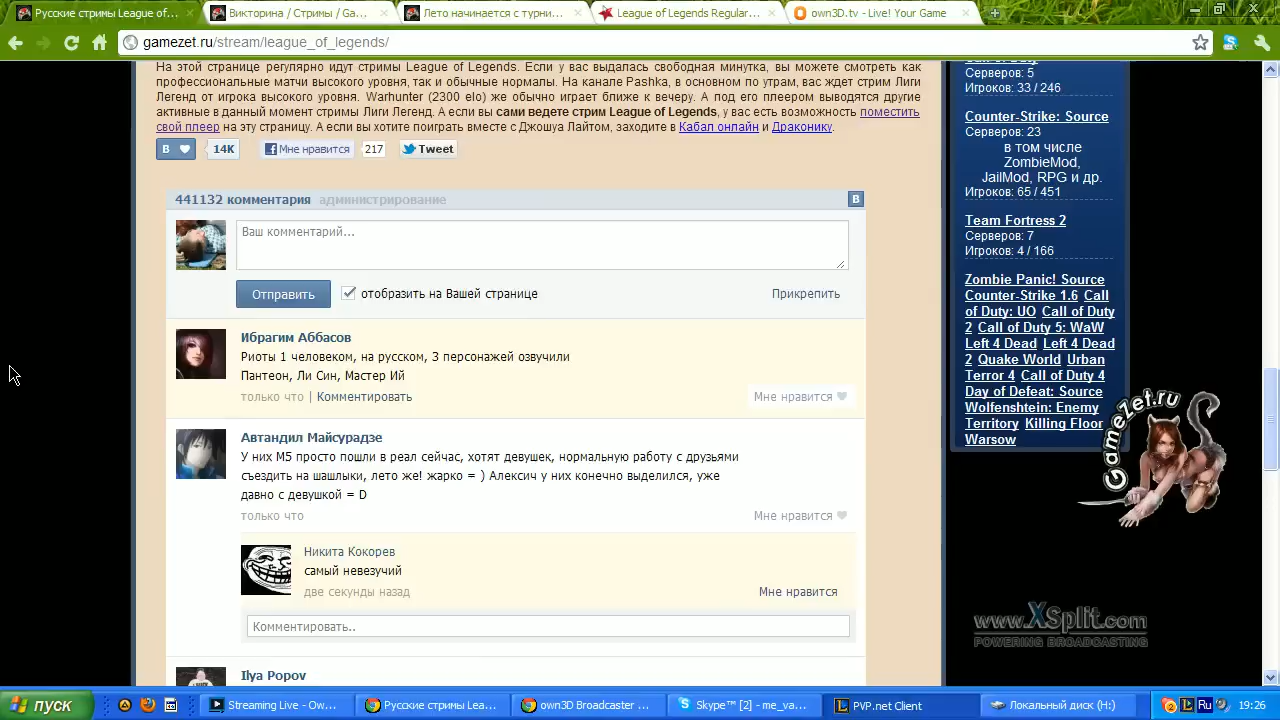 Русские стримы League of
Викторина / Стримы / Ga
Лето начинается с турни
League of Legends Regular
own3D.tv - Live! Your Game
gamezet.ru/stream/league_of_legends/
На этой странице регулярно идут стримы League of Legends. Если у вас выдалась свободная минутка, вы можете смотреть как
профессиональные матчи высокого уровня, так и обычные нормалы. На канале Pashka, в основном по утрам, вас ждет стрим Лиги
Легенд от игрока высокого уровня. Warhunter (2300 elo) же обычно играет ближе к вечеру. А под его плеером выводятся другие
активные в данный момент стримы Лиги Легенд. А если вы сами ведете стрим League of Legends, у вас есть возможность поместить
свой плеер на эту страницу. А если вы хотите поиграть вместе с Джошуа Лайтом, заходите в Кабал онлайн и Драконику.
B 14K Мне нравится 217 Tweet
441132 комментария администрирование B
Ваш комментарий...
Отправить отобразить на Вашей странице Прикрепить
Ибрагим Аббасов
Риоты 1 человеком, на русском, 3 персонажей озвучили
Пантеон, Ли Син, Мастер Ий
только что | Комментировать Мне нравится
Автандил Майсурадзе
У них М5 просто пошли в реал сейчас, хотят девушек, нормальную работу с друзьями
съездить на шашлыки, лето же! жарко = ) Алексич у них конечно выделился, уже
давно с девушкой = D
только что Мне нравится
Никита Кокорев
самый невезучий
две секунды назад Мне нравится
Комментировать..
Ilya Popov
Серверов: 5
Игроков: 33 / 246
Counter-Strike: Source
Серверов: 23
в том числе
ZombieMod,
JailMod, RPG и др.
Игроков: 65 / 451
Team Fortress 2
Серверов: 7
Игроков: 4 / 166
Zombie Panic! Source
Counter-Strike 1.6 Call
of Duty: UO Call of Duty
2 Call of Duty 5: WaW
Left 4 Dead Left 4 Dead
2 Quake World Urban
Terror 4 Call of Duty 4
Day of Defeat: Source
Wolfenshtein: Enemy
Territory Killing Floor
Warsow
GameZet.ru
www.XSplit.com
POWERING BROADCASTING
пуск
Streaming Live - Ow...
Русские стримы Lea...
own3D Broadcaster ...
Skype™ [2] - me_va...
PVP.net Client
Локальный диск (H:)
Ru
19:26